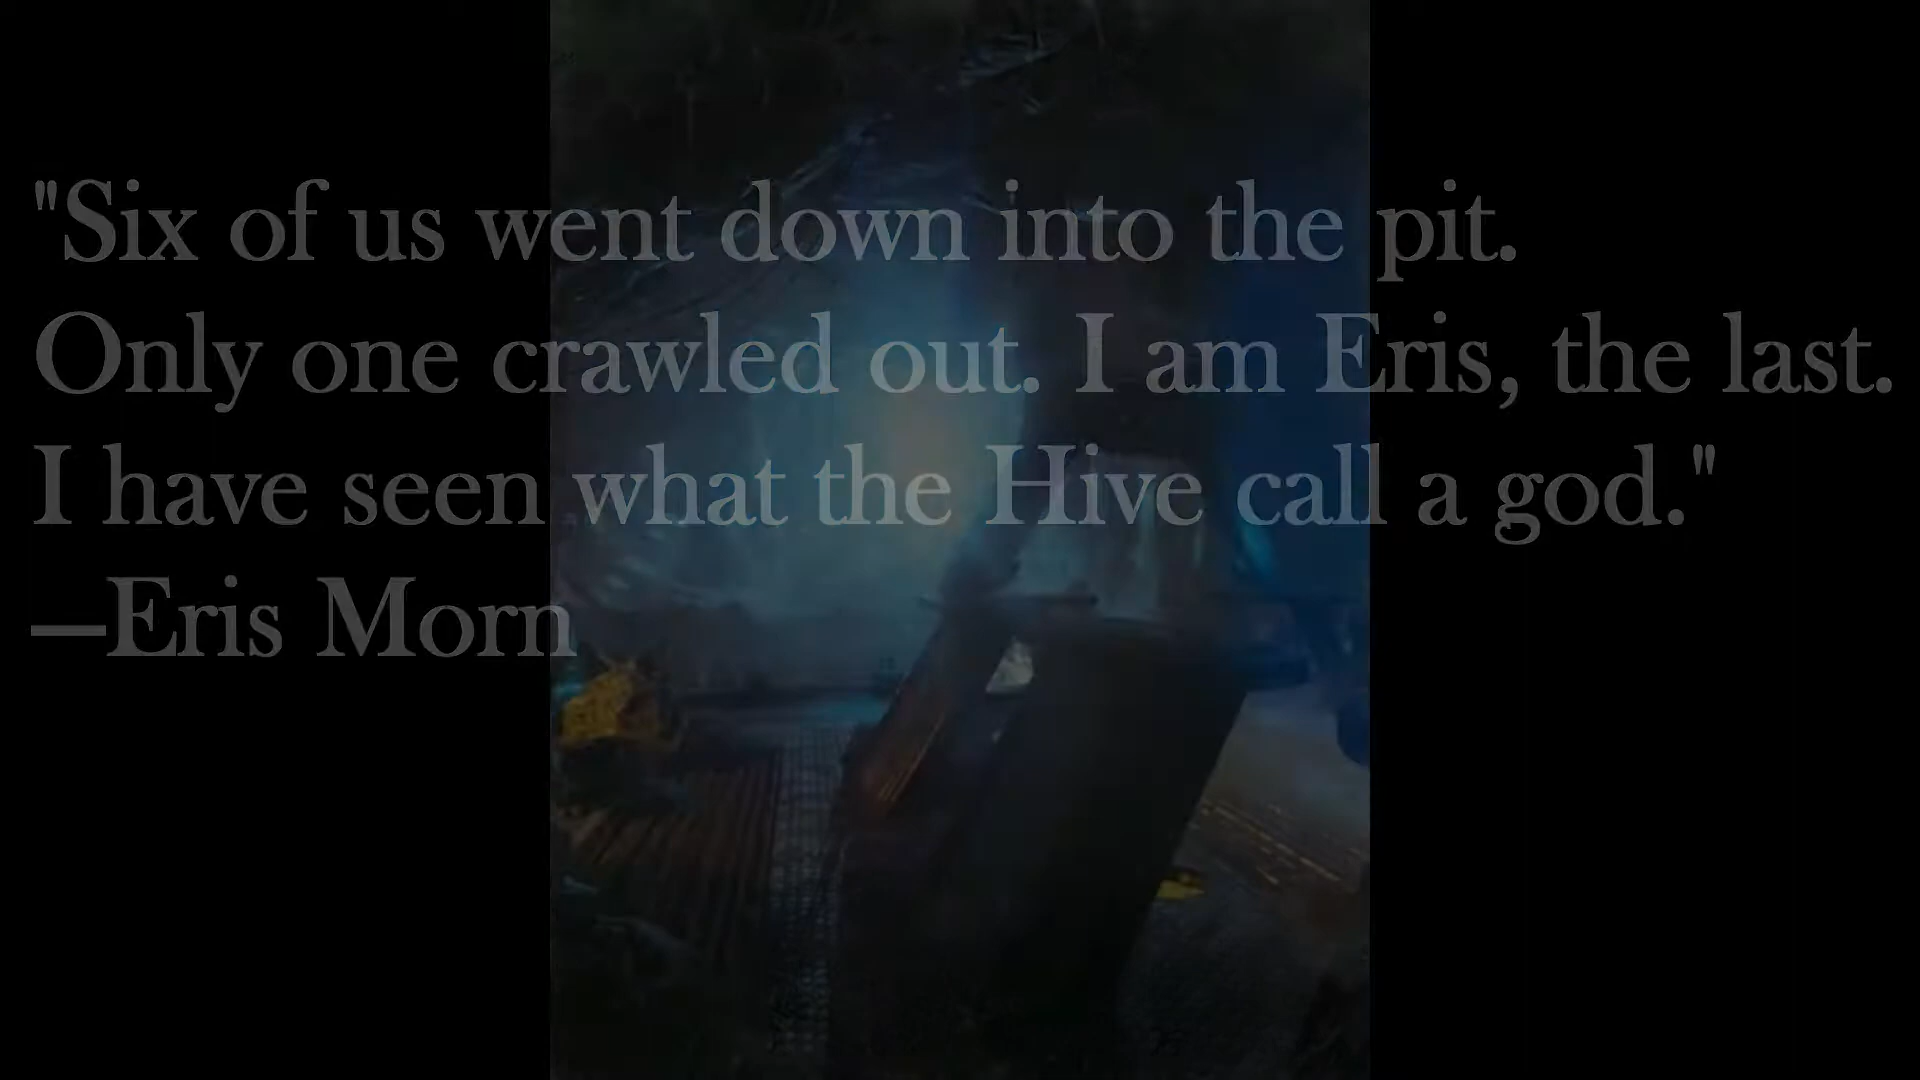 "Six of us went down into the pit.
Only one crawled out. I am Eris, the last.
I have seen what the Hive call a god."
—Eris Morn